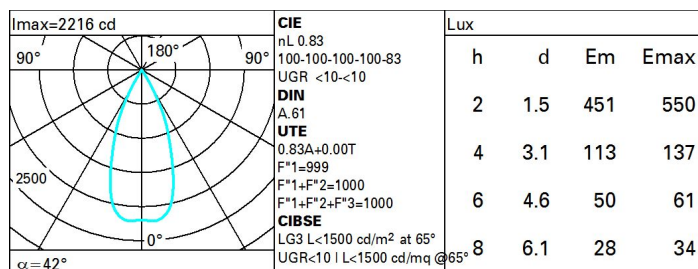 Imax=2216 cd
90°
180°
90°
2500
0°
α=42°
CIE
nL 0.83
100-100-100-100-83
UGR <10-<10
DIN
A.61
UTE
0.83A+0.00T
F"1=999
F"1+F"2=1000
F"1+F"2+F"3=1000
CIBSE
LG3 L<1500 cd/m² at 65°
UGR<10 | L<1500 cd/mq @65°
Lux
h d Em Emax
2 1.5 451 550
4 3.1 113 137
6 4.6 50 61
8 6.1 28 34